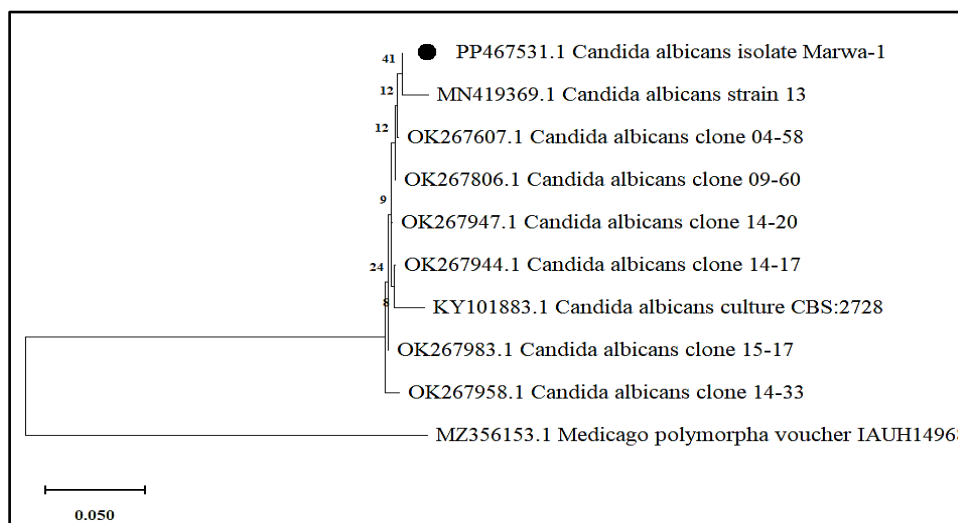 41
PP467531.1 Candida albicans isolate Marwa-1
12
MN419369.1 Candida albicans strain 13
12
OK267607.1 Candida albicans clone 04-58
OK267806.1 Candida albicans clone 09-60
9
OK267947.1 Candida albicans clone 14-20
24
OK267944.1 Candida albicans clone 14-17
8
KY101883.1 Candida albicans culture CBS:2728
OK267983.1 Candida albicans clone 15-17
OK267958.1 Candida albicans clone 14-33
MZ356153.1 Medicago polymorpha voucher IAUH14968
0.050